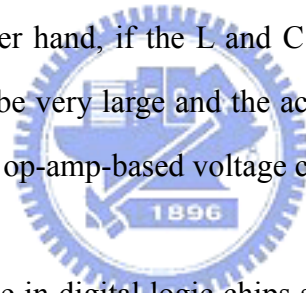 er hand, if the L and C
be very large and the ac
op-amp-based voltage c
1896
e in digital logic chips s